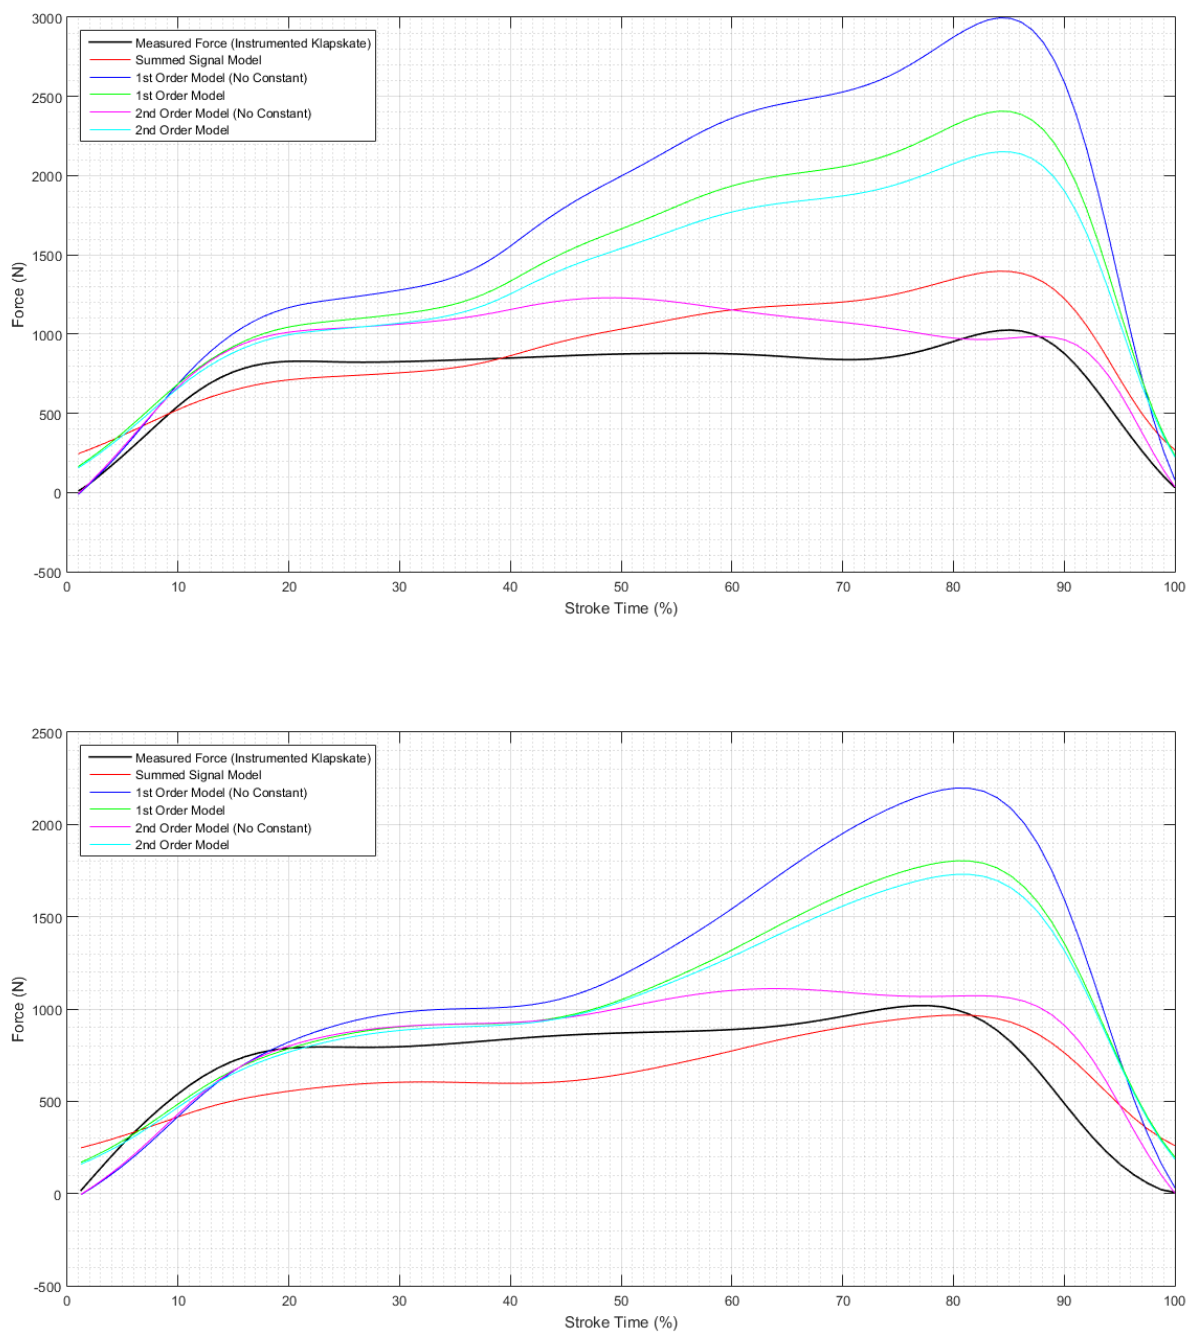 3000
2500
2000
1500
1000
500
0
-500
Force (N)
Measured Force (Instrumented Klapskate)
Summed Signal Model
1st Order Model (No Constant)
1st Order Model
2nd Order Model (No Constant)
2nd Order Model
0 10 20 30 40 50 60 70 80 90 100
Stroke Time (%)
2500
2000
1500
1000
500
0
-500
Force (N)
Measured Force (Instrumented Klapskate)
Summed Signal Model
1st Order Model (No Constant)
1st Order Model
2nd Order Model (No Constant)
2nd Order Model
0 10 20 30 40 50 60 70 80 90 100
Stroke Time (%)